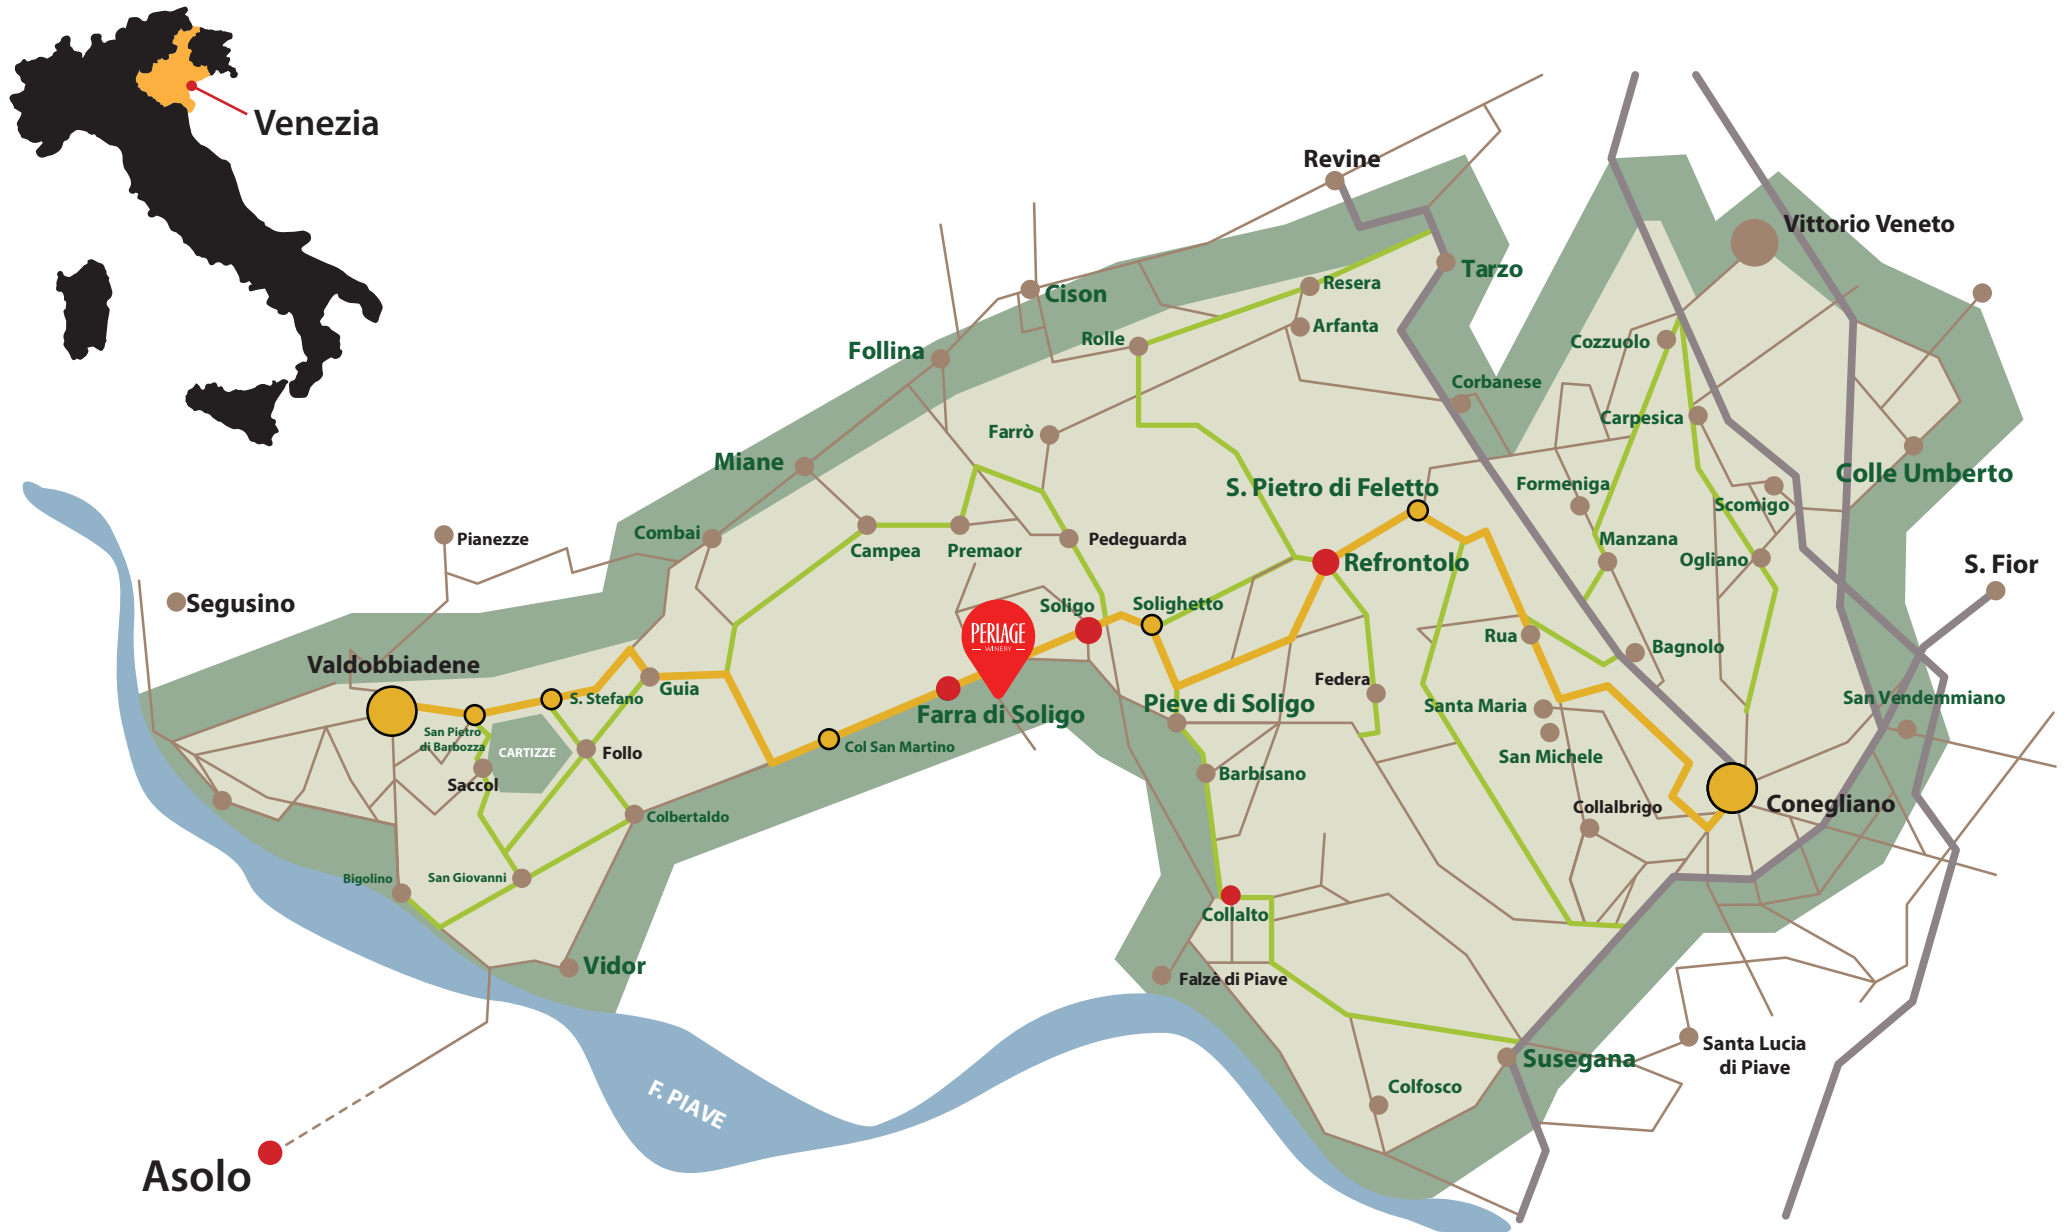 Venezia
Revine
Vittorio Veneto
Tarzo
Cison
Resera
Arfanta
Rolle
Cozzuolo
Follina
Corbanese
Carpesica
Farrò
Miane
Colle Umberto
S. Pietro di Feletto
Formeniga
Scomigo
Combai
Pianezze
Campea
Premaor
Pedeguarda
Manzana
Ogliano
Refrontolo
S. Fior
Segusino
Soligo
Solighetto
PERLAGE
WINERY
Rua
Bagnolo
Valdobbiadene
Guia
S. Stefano
Federa
San Vendemmiano
Pieve di Soligo
Santa Maria
Farra di Soligo
San Pietro
di Barbozza
CARTIZZE
Follo
Col San Martino
San Michele
Saccol
Barbisano
Collalbrigo
Conegliano
Colbertaldo
Bigolino
San Giovanni
Collalto
Vidor
Falzè di Piave
Santa Lucia
di Piave
Susegana
Colfosco
F. PIAVE
Asolo